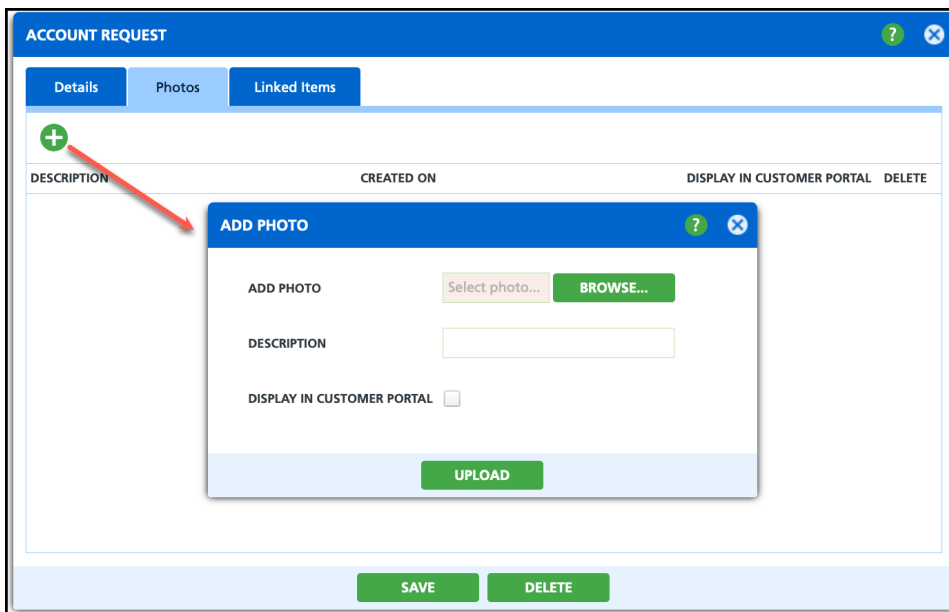 ACCOUNT REQUEST ?
Details Photos Linked Items
DESCRIPTION CREATED ON DISPLAY IN CUSTOMER PORTAL DELETE
ADD PHOTO ?
ADD PHOTO Select photo... BROWSE...
DESCRIPTION
DISPLAY IN CUSTOMER PORTAL
UPLOAD
SAVE DELETE